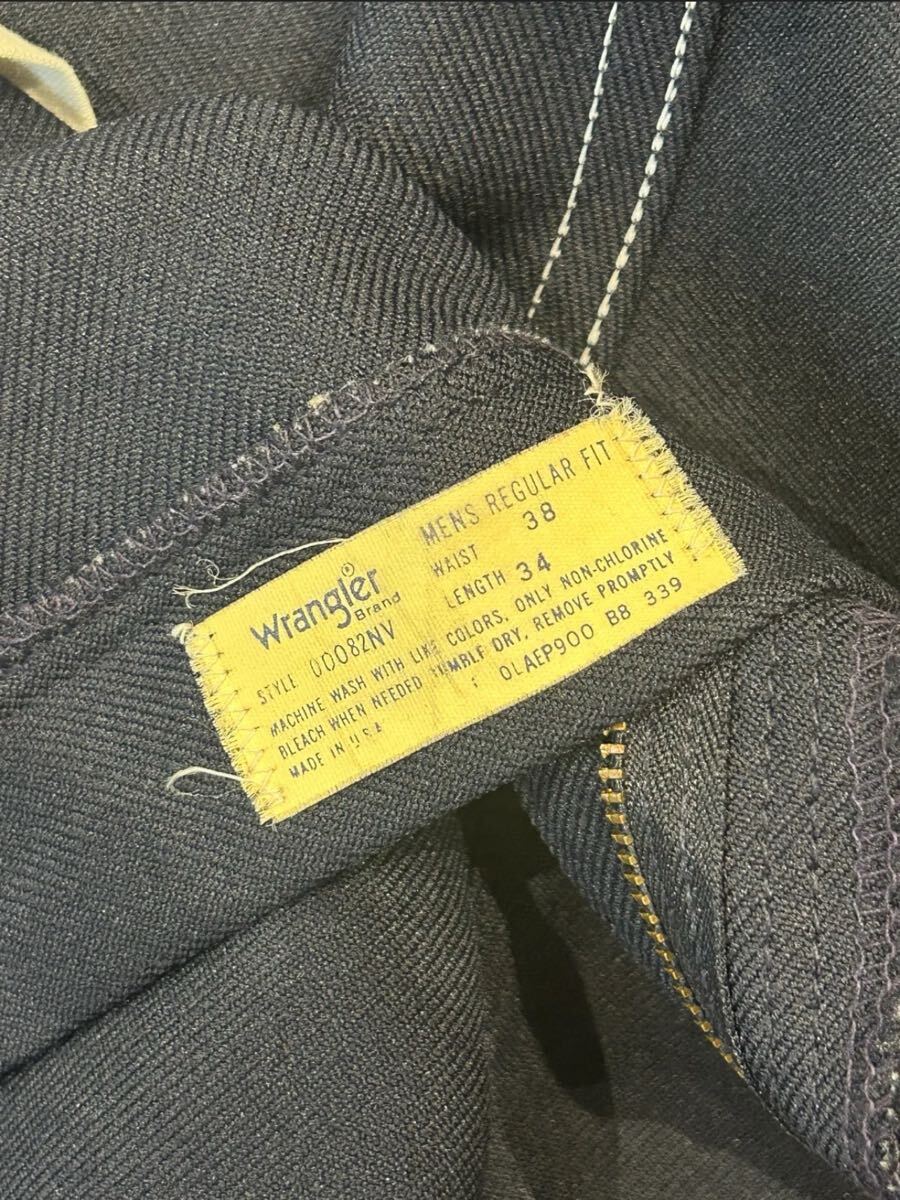 MENS REGULAR FIT
WAIST 38
LENGTH 34
Wrangler®
Brand
STYLE 00082NV
MACHINE WASH WITH LIKE COLORS, ONLY NON-CHLORINE
BLEACH WHEN NEEDED TUMBLE DRY, REMOVE PROMPTLY
MADE IN U.S.A
OLAEP900 B8 339